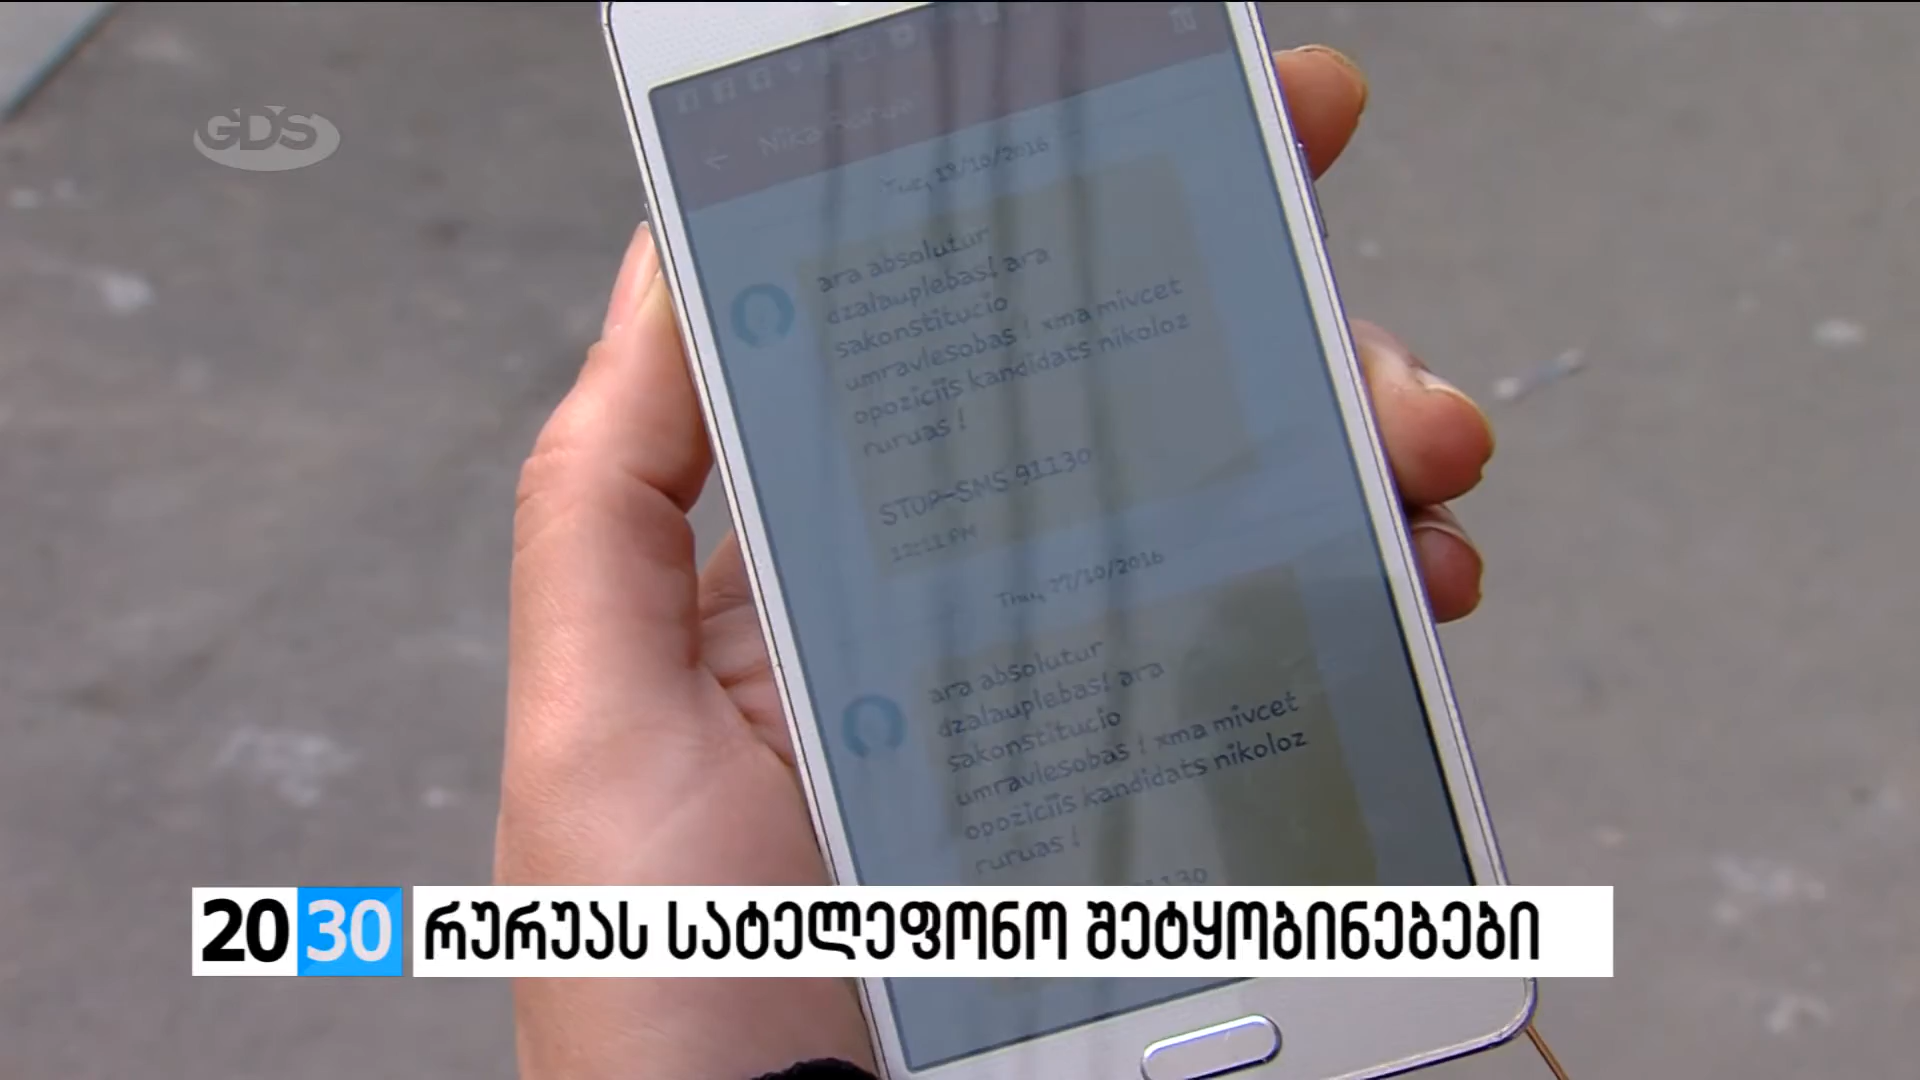 GDS
Nika Rurua
Tue, 18/10/2016
ara absolutur
dzalauplebas! ara
sakonstitucio
umravlesobas ! xma mivcet
opoziciis kandidats nikoloz
ruruas !
STOP-SMS 91130
12:11 PM
Thu, 27/10/2016
ara absolutur
dzalauplebas! ara
sakonstitucio
umravlesobas ! xma mivcet
opoziciis kandidats nikoloz
ruruas !
20 30 რურუას სატელეფონო შეტყობინებები